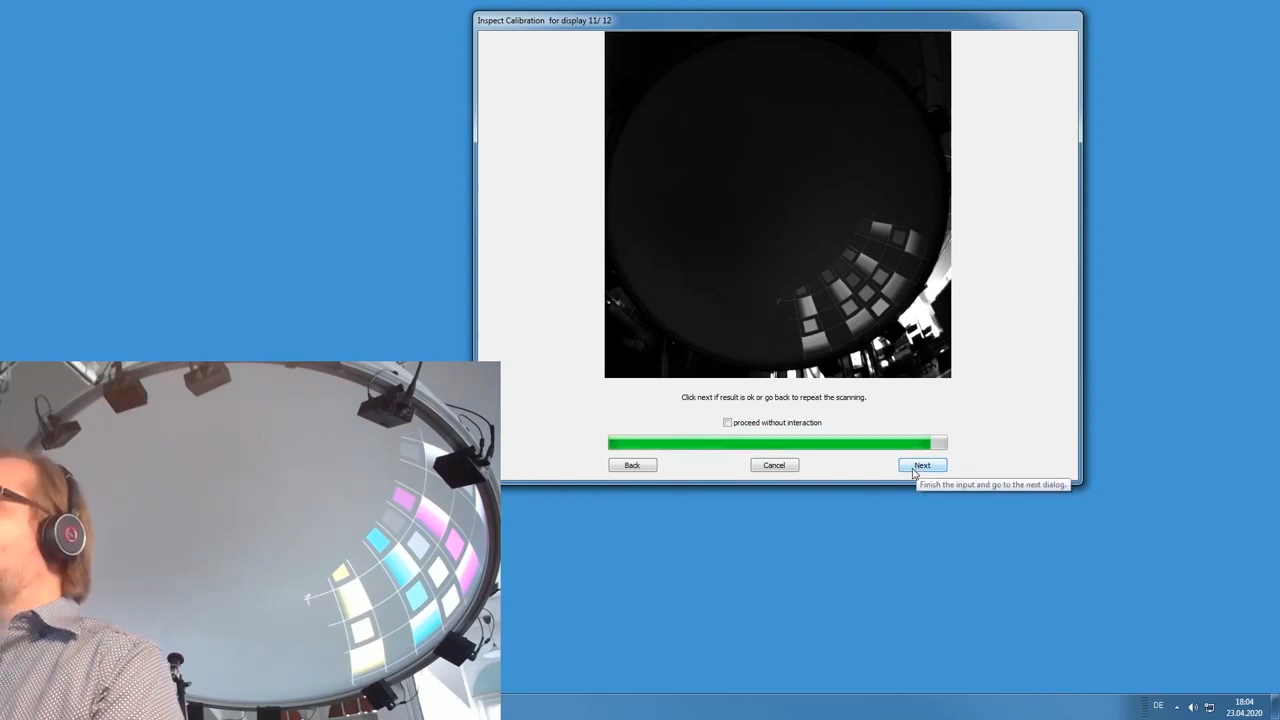 Inspect Calibration for display 11/ 12
Click next if result is ok or go back to repeat the scanning.
proceed without interaction
Back
Cancel
Next
Finish the input and go to the next dialog.
DE
18:04
23.04.2020